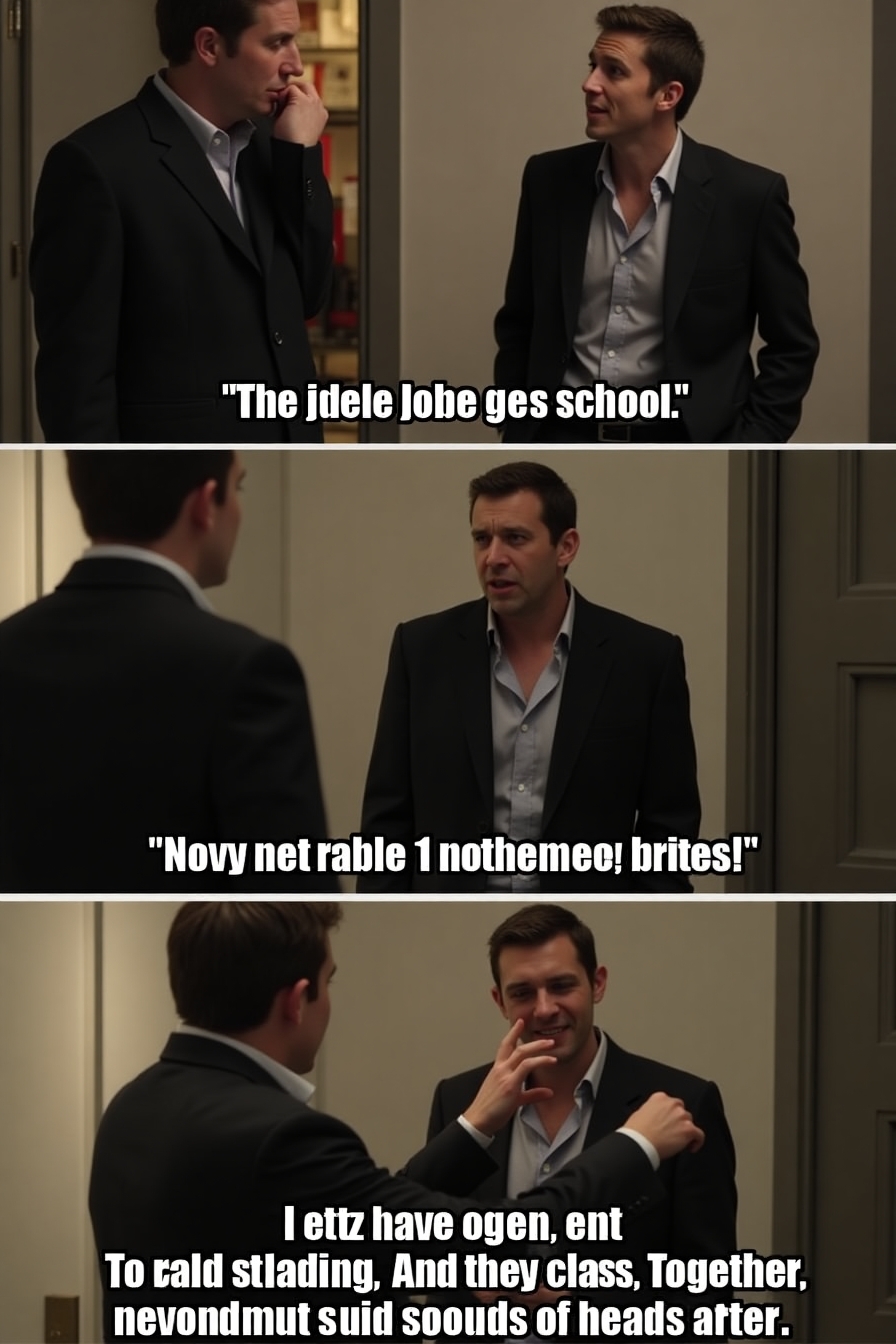 "The jdele Jobe ges school."
"Novy net rable 1 nothemeo! brites!"
I ettz have ogen, ent
To rald stlading, And they class, Together,
nevondmut suid soouds of heads after.